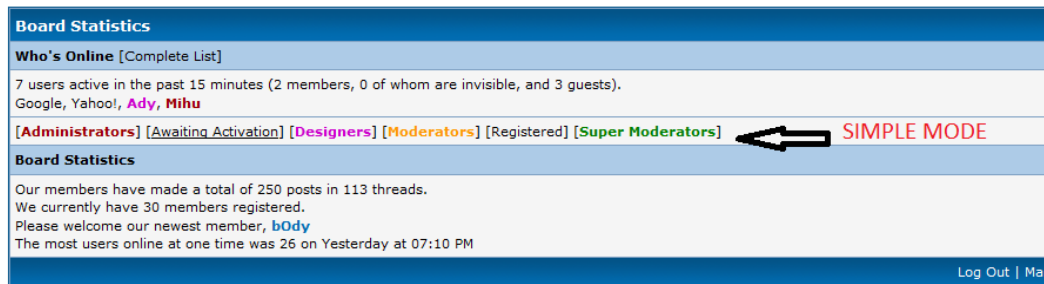 Board Statistics
Who's Online [Complete List]
7 users active in the past 15 minutes (2 members, 0 of whom are invisible, and 3 guests).
Google, Yahoo!, Ady, Mihu
[Administrators] [Awaiting Activation] [Designers] [Moderators] [Registered] [Super Moderators]
SIMPLE MODE
Board Statistics
Our members have made a total of 250 posts in 113 threads.
We currently have 30 members registered.
Please welcome our newest member, bOdy
The most users online at one time was 26 on Yesterday at 07:10 PM
Log Out | Ma